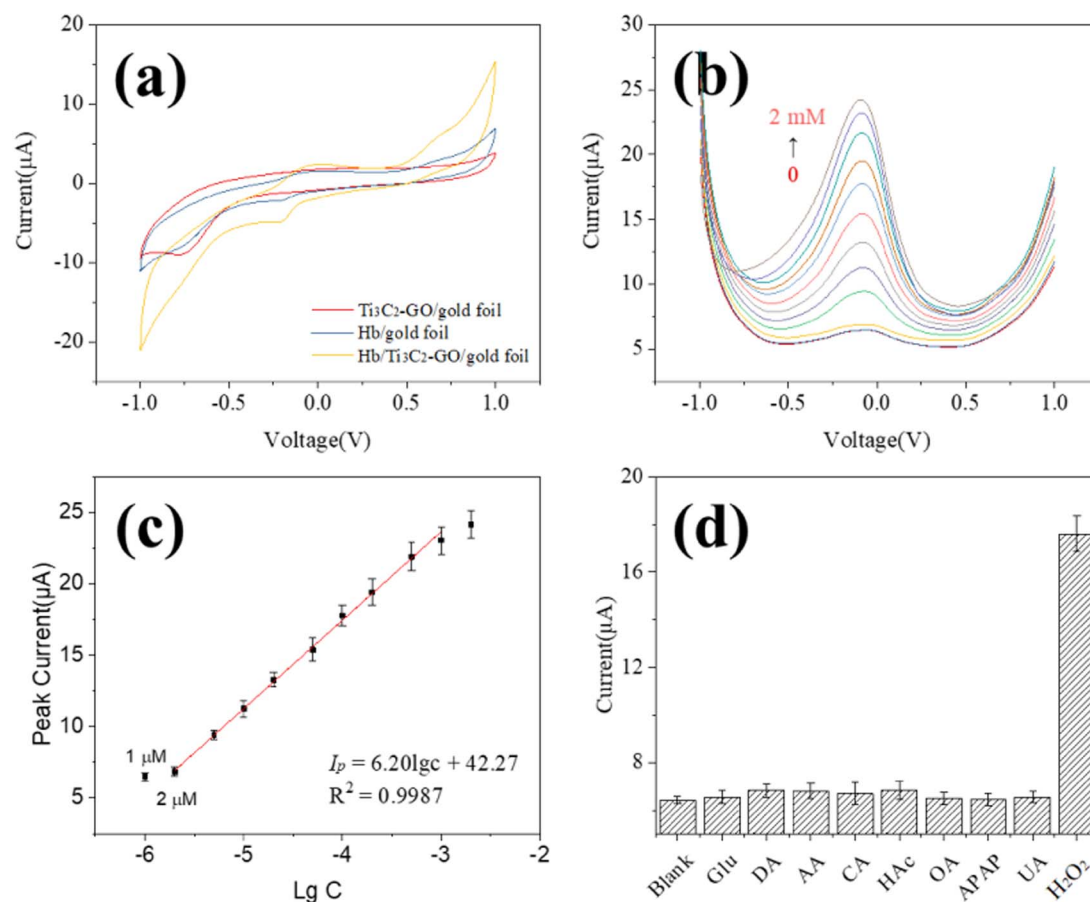 (a)
20
10
0
-10
-20
Current(μA)
Ti₃C₂-GO/gold foil
Hb/gold foil
Hb/Ti₃C₂-GO/gold foil
-1.0 -0.5 0.0 0.5 1.0
Voltage(V)
(b)
30
25
20
15
10
5
Current(μA)
2 mM
↑
0
-1.0 -0.5 0.0 0.5 1.0
Voltage(V)
(c)
25
20
15
10
5
Peak Current(μA)
1 μM
2 μM
Iₚ = 6.20lgc + 42.27
R² = 0.9987
-6 -5 -4 -3 -2
Lg C
(d)
20
16
12
8
Current(μA)
Blank Glu DA AA CA HAc OA APAP UA H₂O₂